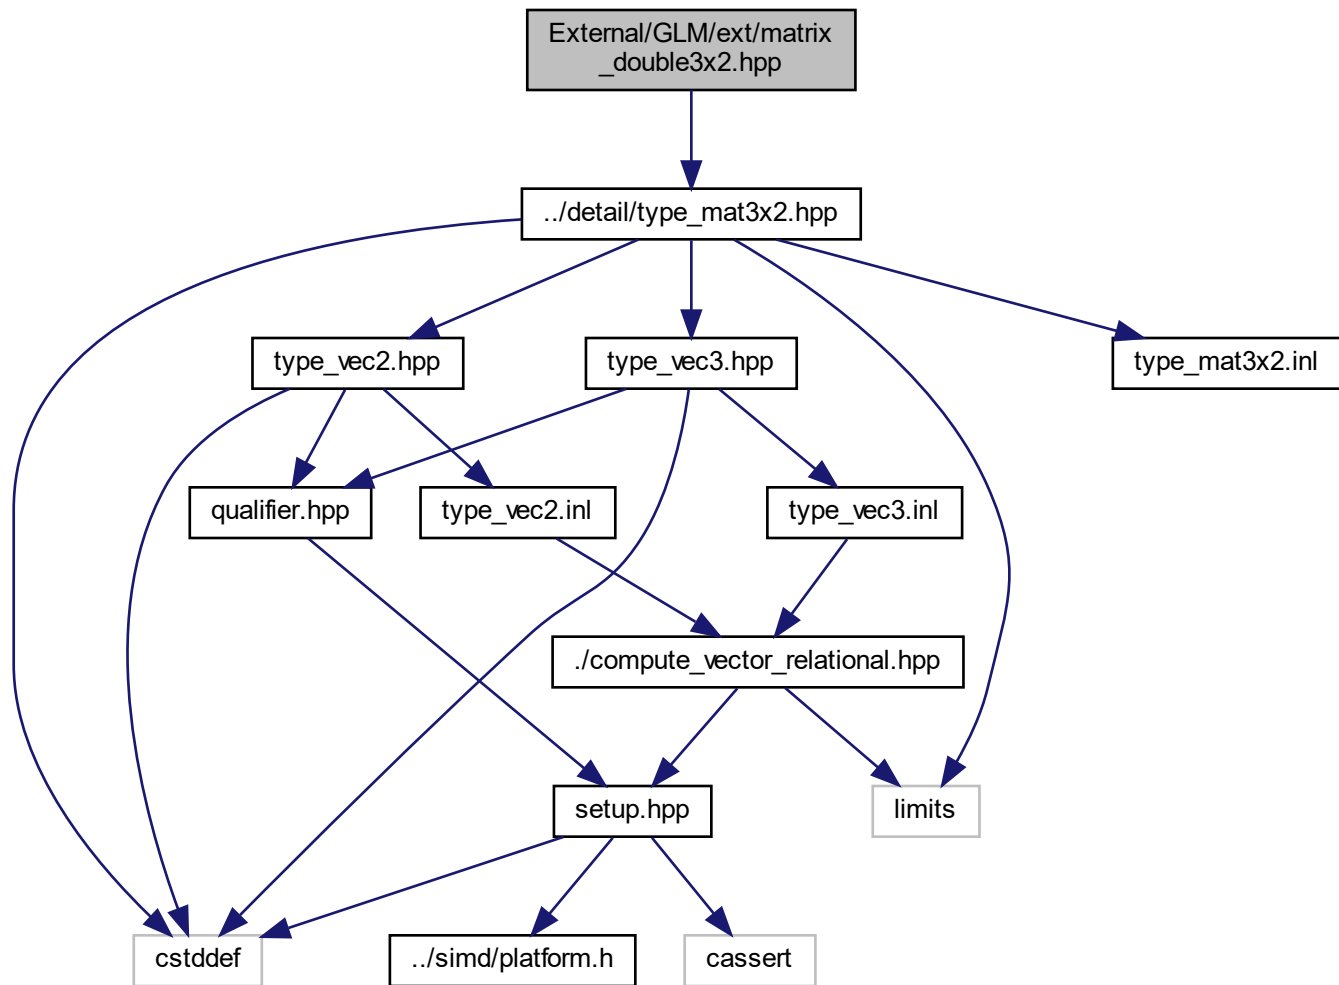 External/GLM/ext/matrix
_double3x2.hpp
../detail/type_mat3x2.hpp
type_vec2.hpp
type_vec3.hpp
type_mat3x2.inl
qualifier.hpp
type_vec2.inl
type_vec3.inl
./compute_vector_relational.hpp
setup.hpp
limits
cstddef
../simd/platform.h
cassert